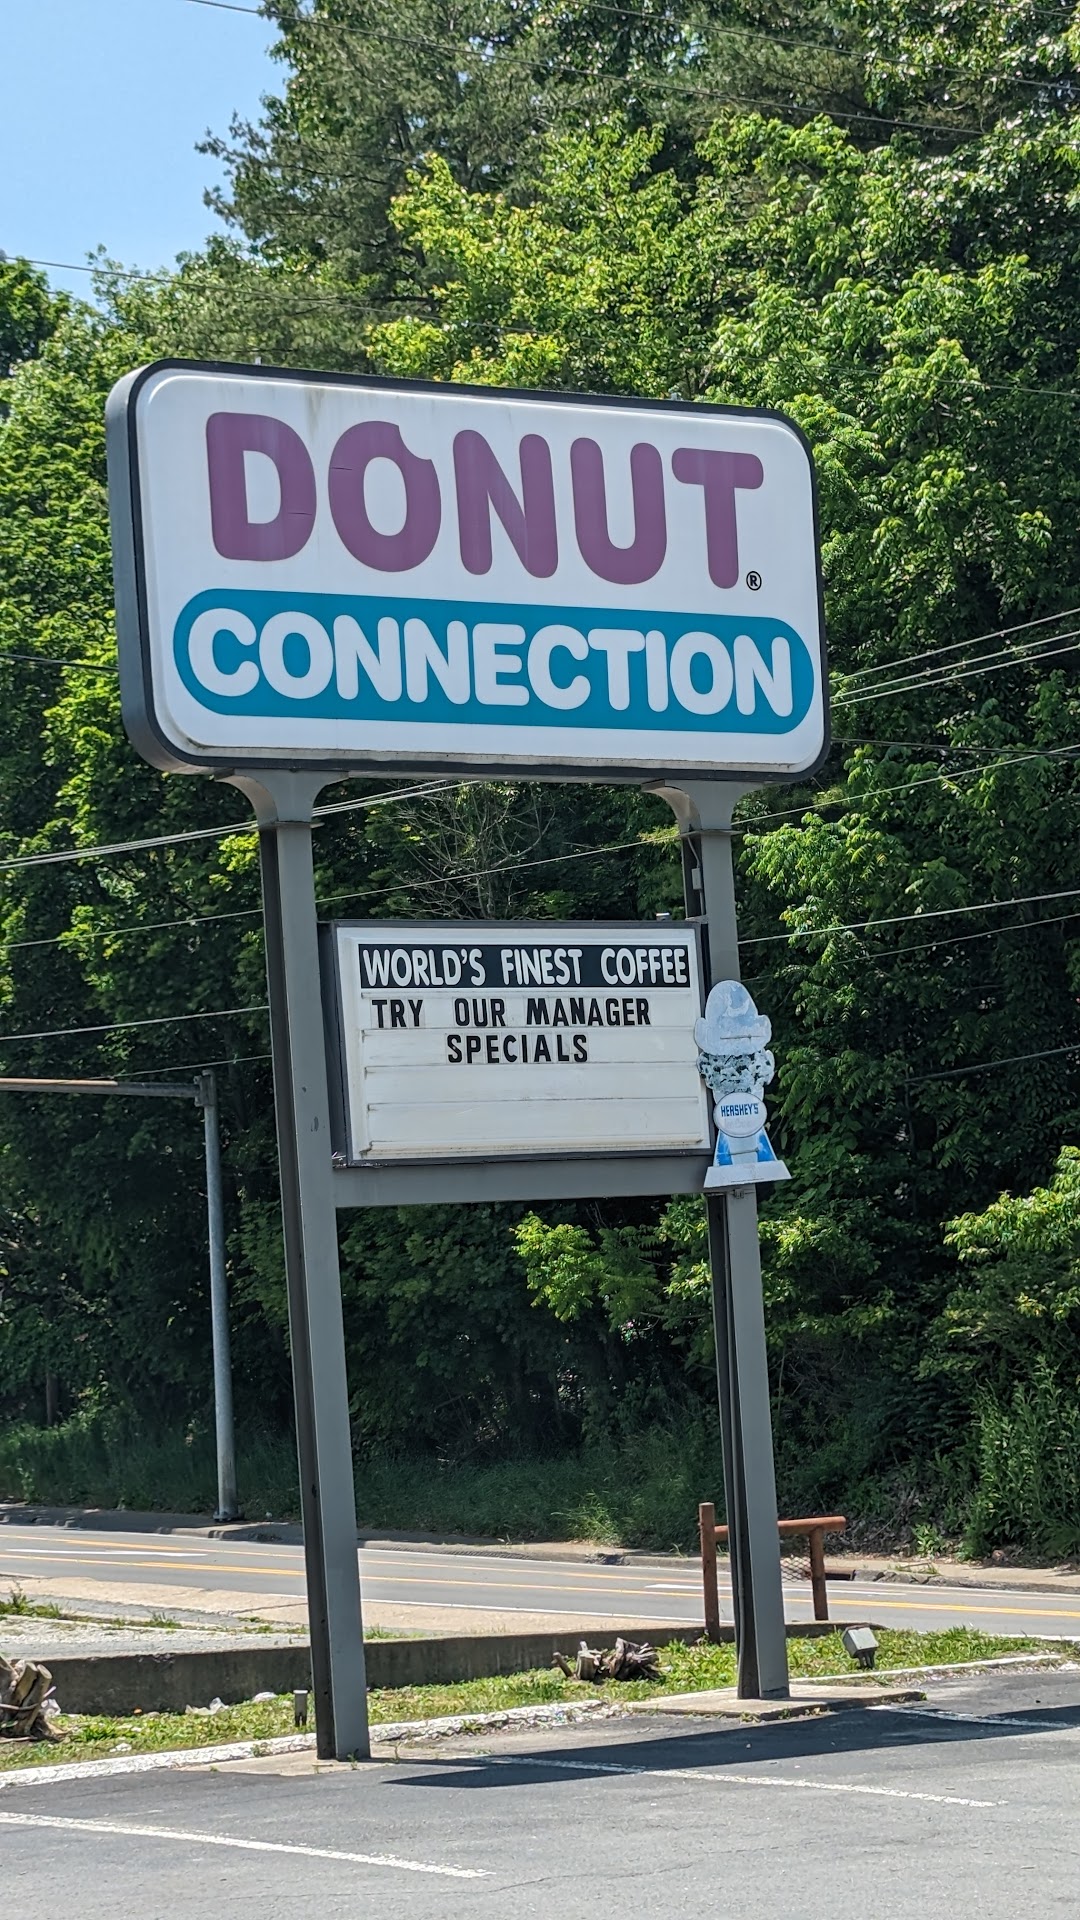 DONUT®
CONNECTION
WORLD'S FINEST COFFEE
TRY OUR MANAGER
SPECIALS
HERSHEY'S